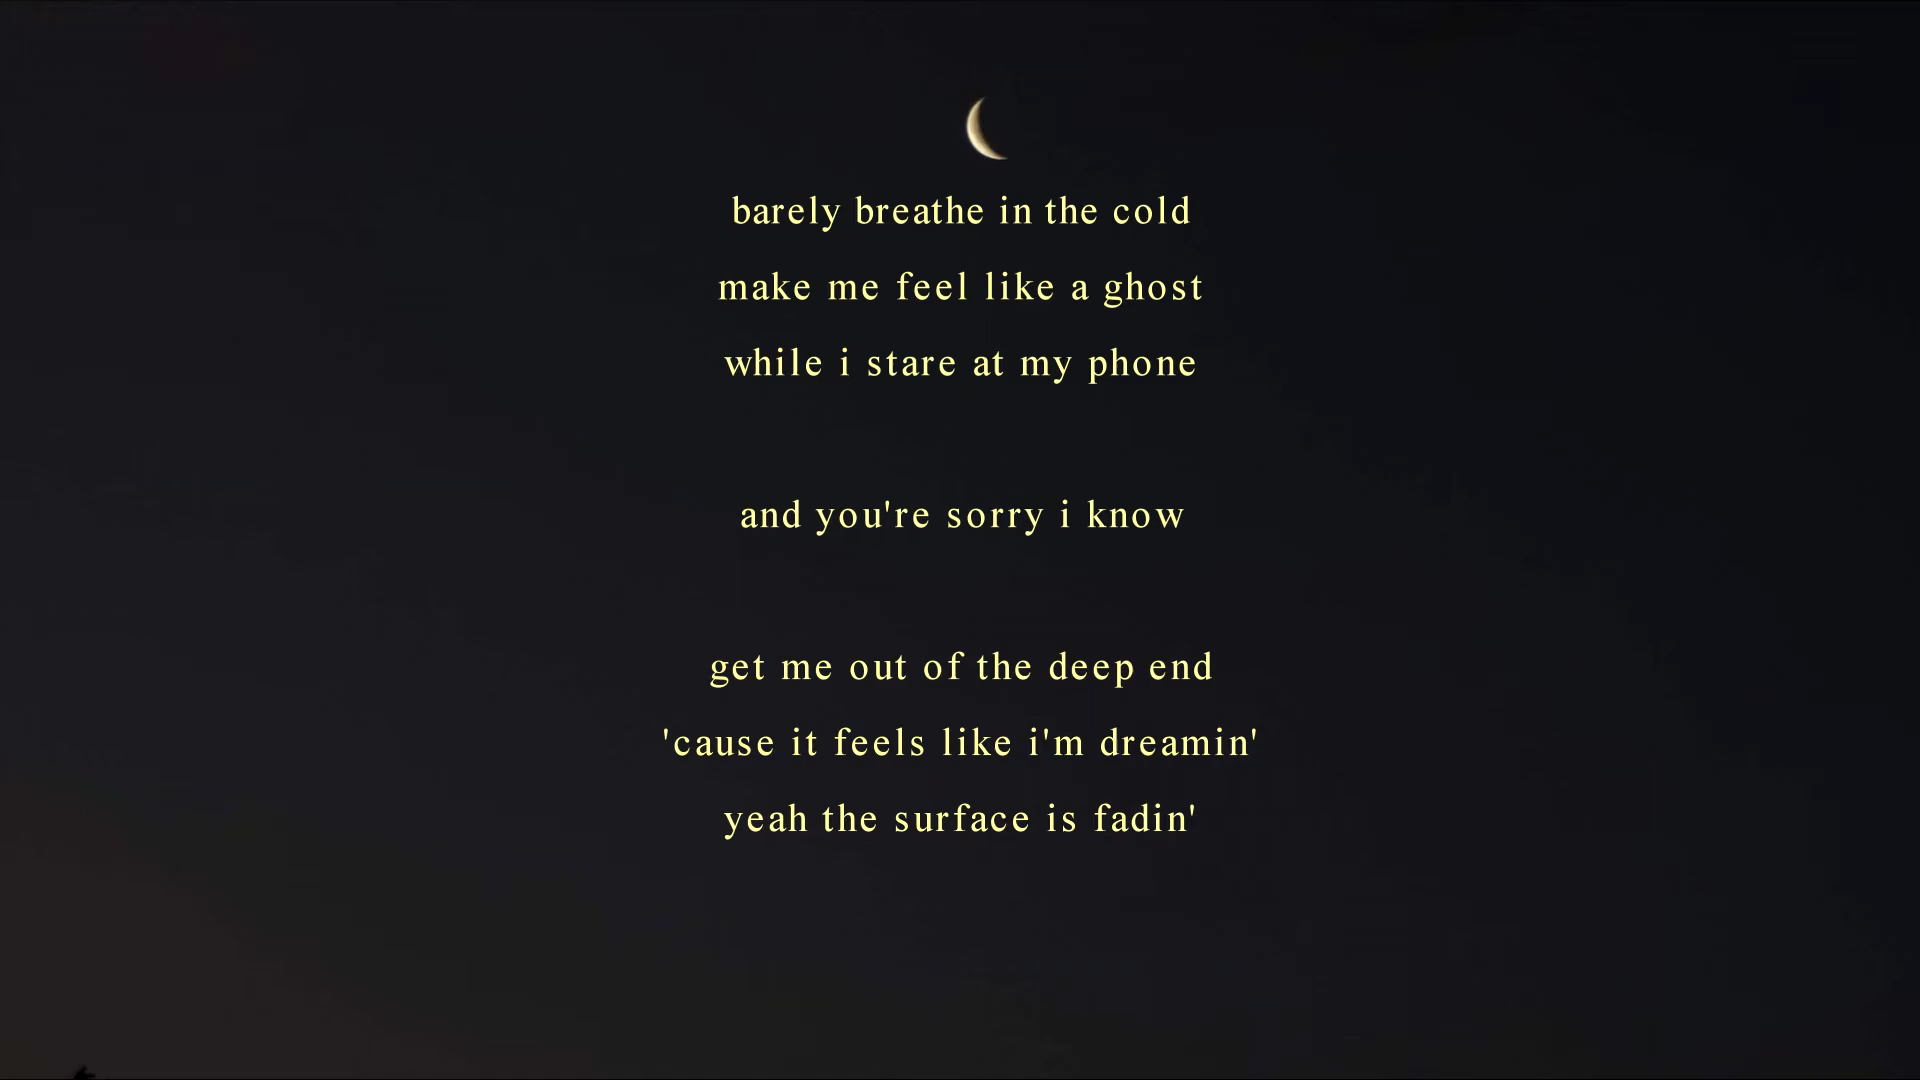 barely breathe in the cold
make me feel like a ghost
while i stare at my phone
and you're sorry i know
get me out of the deep end
'cause it feels like i'm dreamin'
yeah the surface is fadin'